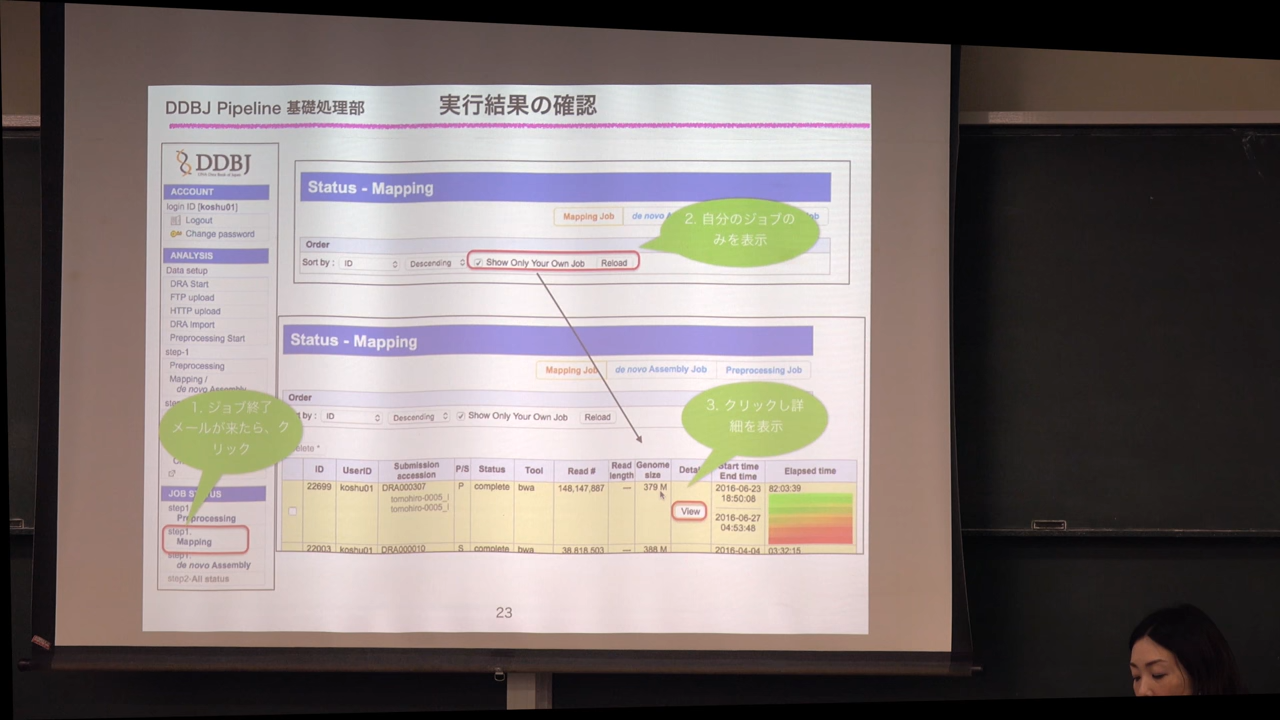 DDBJ Pipeline 基礎処理部
実行結果の確認
DDBJ
ACCOUNT
login ID [koshu01]
Logout
Change password
ANALYSIS
Data setup
DRA Start
FTP upload
HTTP upload
DRA Import
Preprocessing Start
step-1
Preprocessing
Mapping /
de novo Assembly
1. ジョブ終了
メールが来たら、ク
リック
JOB STATUS
step1.
Preprocessing
step1.
Mapping
step1.
de novo Assembly
step2-All status
Status - Mapping
Mapping Job
de novo
2. 自分のジョブの
みを表示
Order
Sort by : ID Descending Show Only Your Own Job Reload
Status - Mapping
Mapping Job de novo Assembly Job Preprocessing Job
Order
by : ID Descending Show Only Your Own Job Reload
3. クリックし詳
細を表示
ID UserID Submission accession P/S Status Tool Read # Read length Genome size Start time End time Elapsed time
22699 koshu01 DRA000307 P complete bwa 148,147,887 — 379 M 2016-06-23 82:03:39
tomohiro-0005_l 18:50:08
tomohiro-0005_l
View
2016-06-27
04:53:48
22003 koshu01 DRA000010 S complete bwa 38,818,503 — 388 M 2016-04-04 03:32:15
23